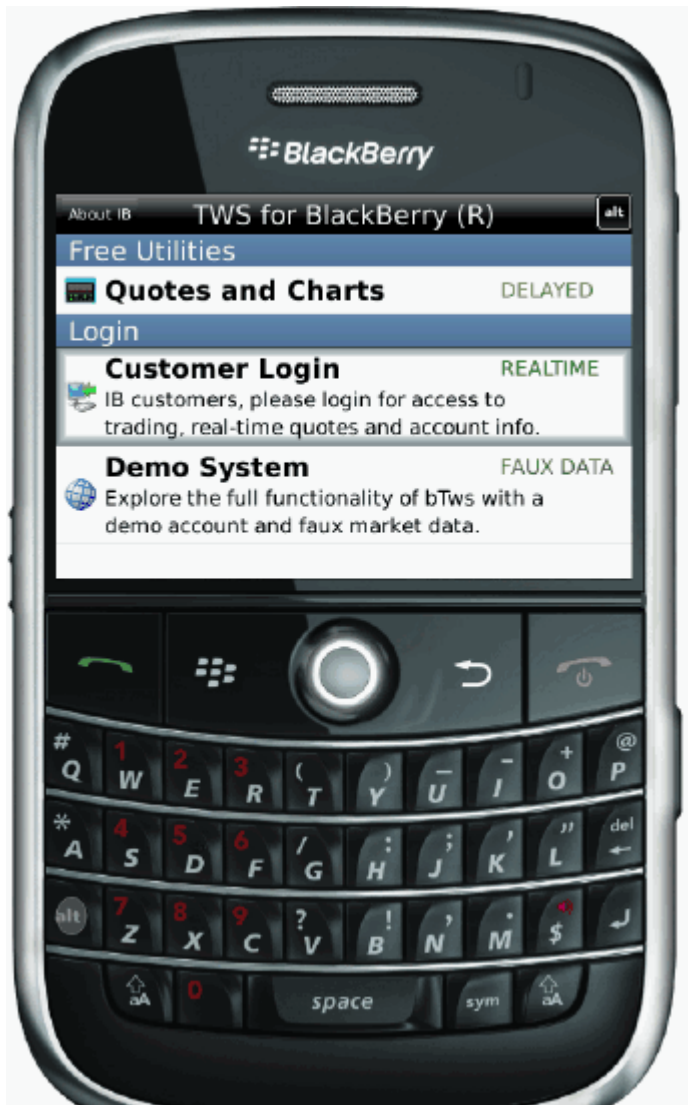 BlackBerry
About IB TWS for BlackBerry (R) alt
Free Utilities
Quotes and Charts DELAYED
Login
Customer Login REALTIME
IB customers, please login for access to
trading, real-time quotes and account info.
Demo System FAUX DATA
Explore the full functionality of bTws with a
demo account and faux market data.
# 1 2 3 ( ) _ - + @
Q W E R T Y U I O P
* 4 5 6 / : ; ' " del
A S D F G H J K L
alt 7 8 9 ? ! , . $
Z X C V B N M
aA 0 space sym aA